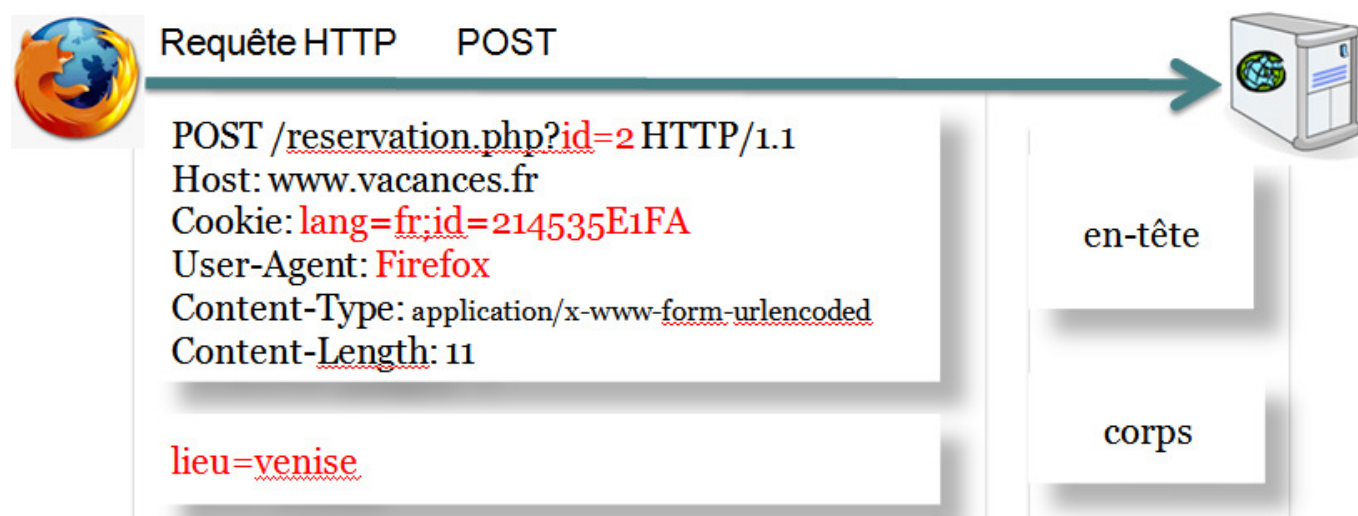 Requête HTTP POST
POST /reservation.php?id=2 HTTP/1.1
Host: www.vacances.fr
Cookie: lang=fr;id=214535E1FA
User-Agent: Firefox
Content-Type: application/x-www-form-urlencoded
Content-Length: 11
en-tête
lieu=venise
corps